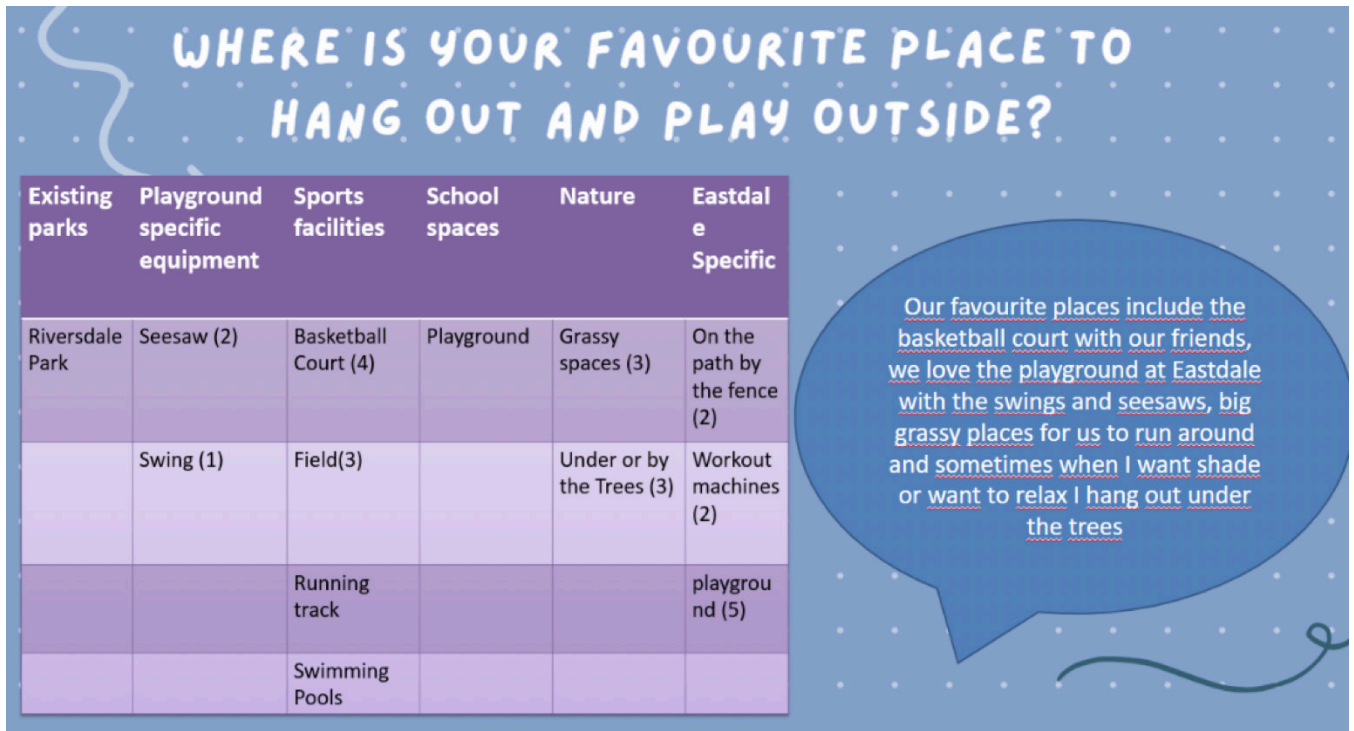 WHERE IS YOUR FAVOURITE PLACE TO
HANG OUT AND PLAY OUTSIDE?
Existing
parks
Playground
specific
equipment
Sports
facilities
School
spaces
Nature
Eastdal
e
Specific
Riversdale
Park
Seesaw (2)
Basketball
Court (4)
Playground
Grassy
spaces (3)
On the
path by
the fence
(2)
Swing (1)
Field(3)
Under or by
the Trees (3)
Workout
machines
(2)
Running
track
playgrou
nd (5)
Swimming
Pools
Our favourite places include the
basketball court with our friends,
we love the playground at Eastdale
with the swings and seesaws, big
grassy places for us to run around
and sometimes when I want shade
or want to relax I hang out under
the trees